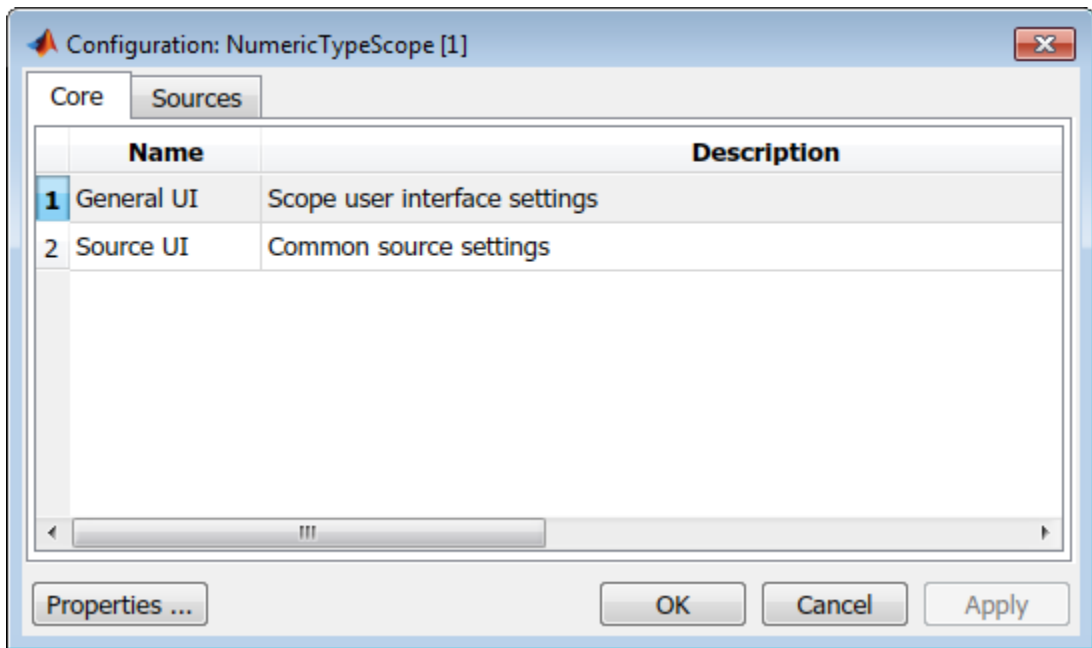 Configuration: NumericTypeScope [1]
Core Sources
Name Description
1 General UI Scope user interface settings
2 Source UI Common source settings
Properties ... OK Cancel Apply